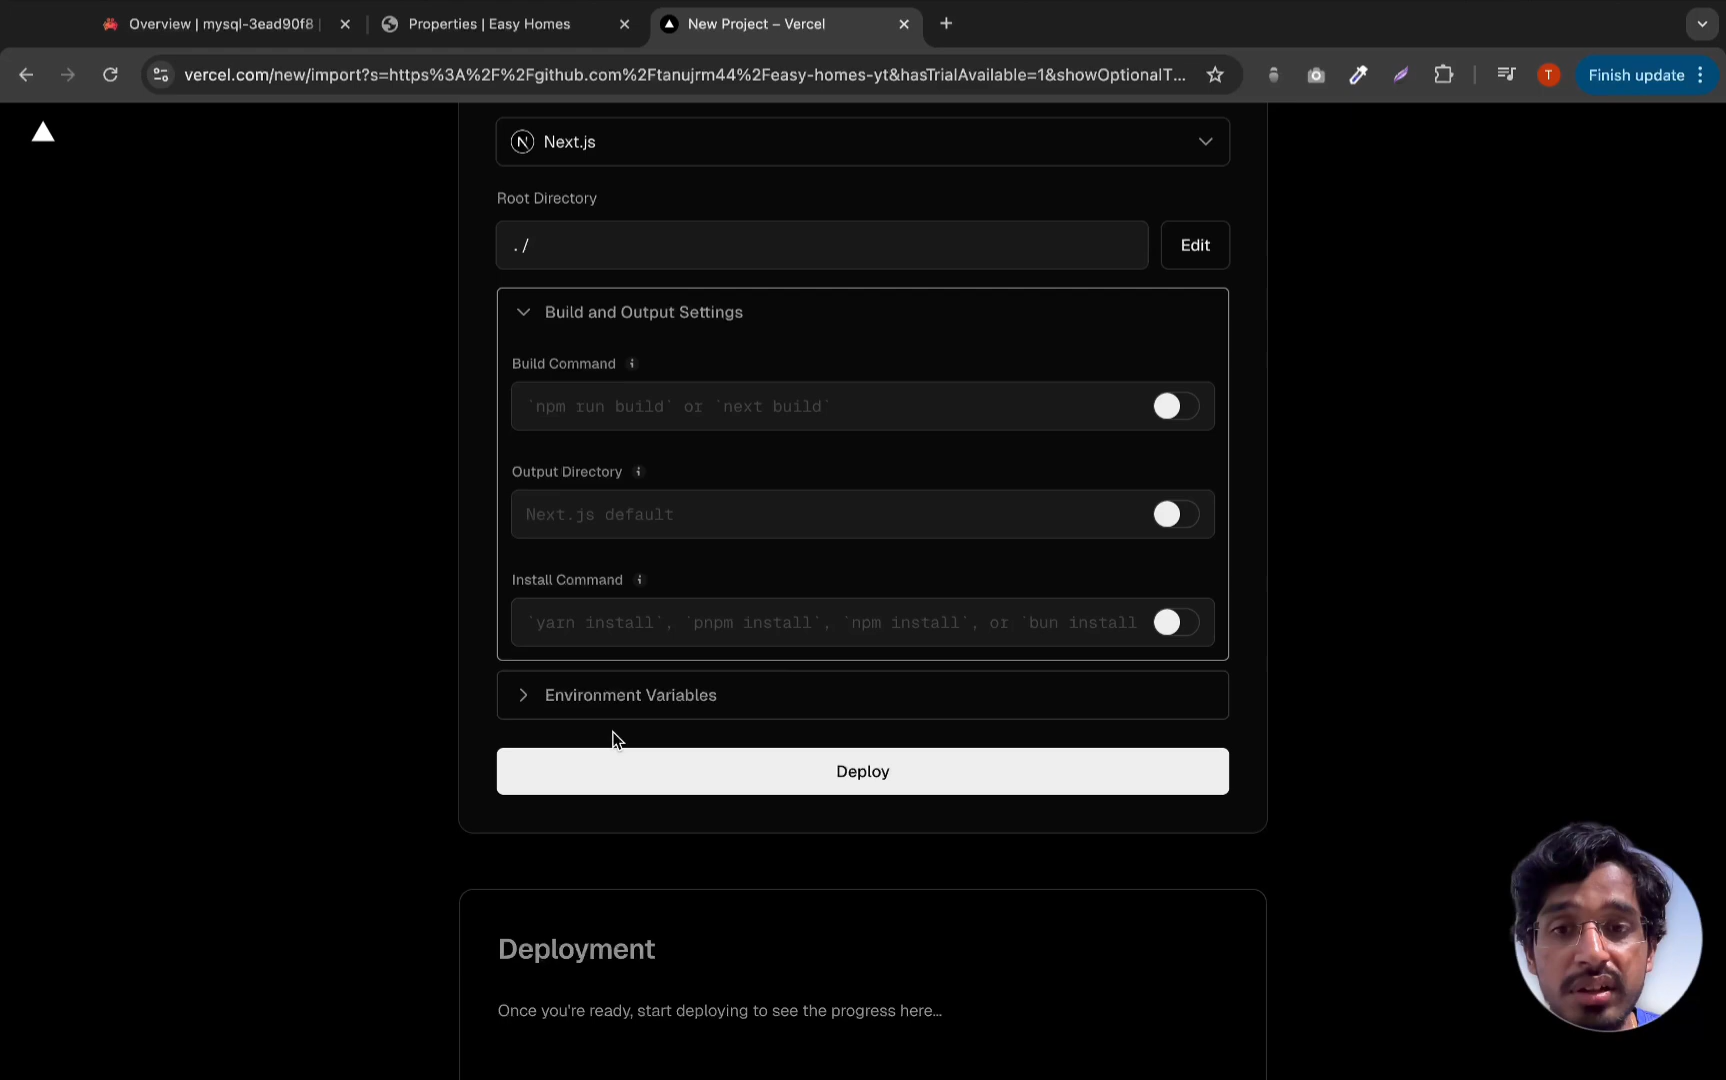 Overview | mysql-3ead90f8 |
Properties | Easy Homes
New Project – Vercel
vercel.com/new/import?s=https%3A%2F%2Fgithub.com%2Ftanujrm44%2Feasy-homes-yt&hasTrialAvailable=1&showOptionalT...
T
Finish update
N Next.js
Root Directory
./
Edit
Build and Output Settings
Build Command i
`npm run build` or `next build`
Output Directory i
Next.js default
Install Command i
`yarn install`, `pnpm install`, `npm install`, or `bun install
Environment Variables
Deploy
Deployment
Once you're ready, start deploying to see the progress here...